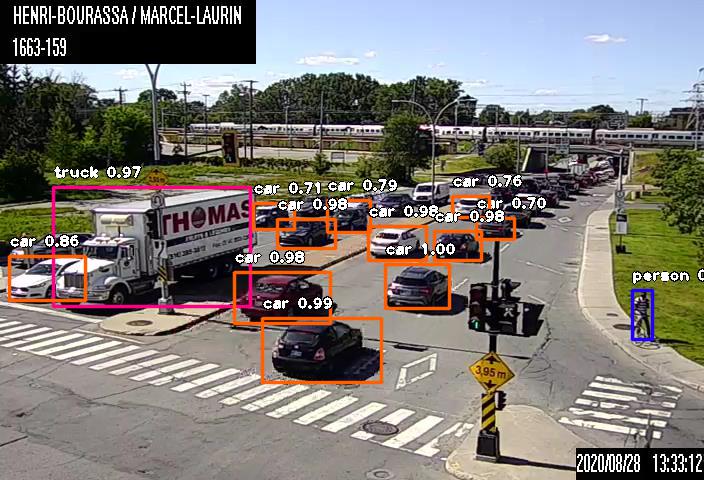 HENRI-BOURASSA / MARCEL-LAURIN
1663-159
truck 0.97
car 0.71
car 0.79
car 0.76
car 0.98
car 0.98
car 0.70
car 0.98
car 0.86
car 1.00
car 0.98
car 0.99
person 0
THOMAS
FRUITS & LEGUMES
3,95 m
2020/08/28 13:33:12